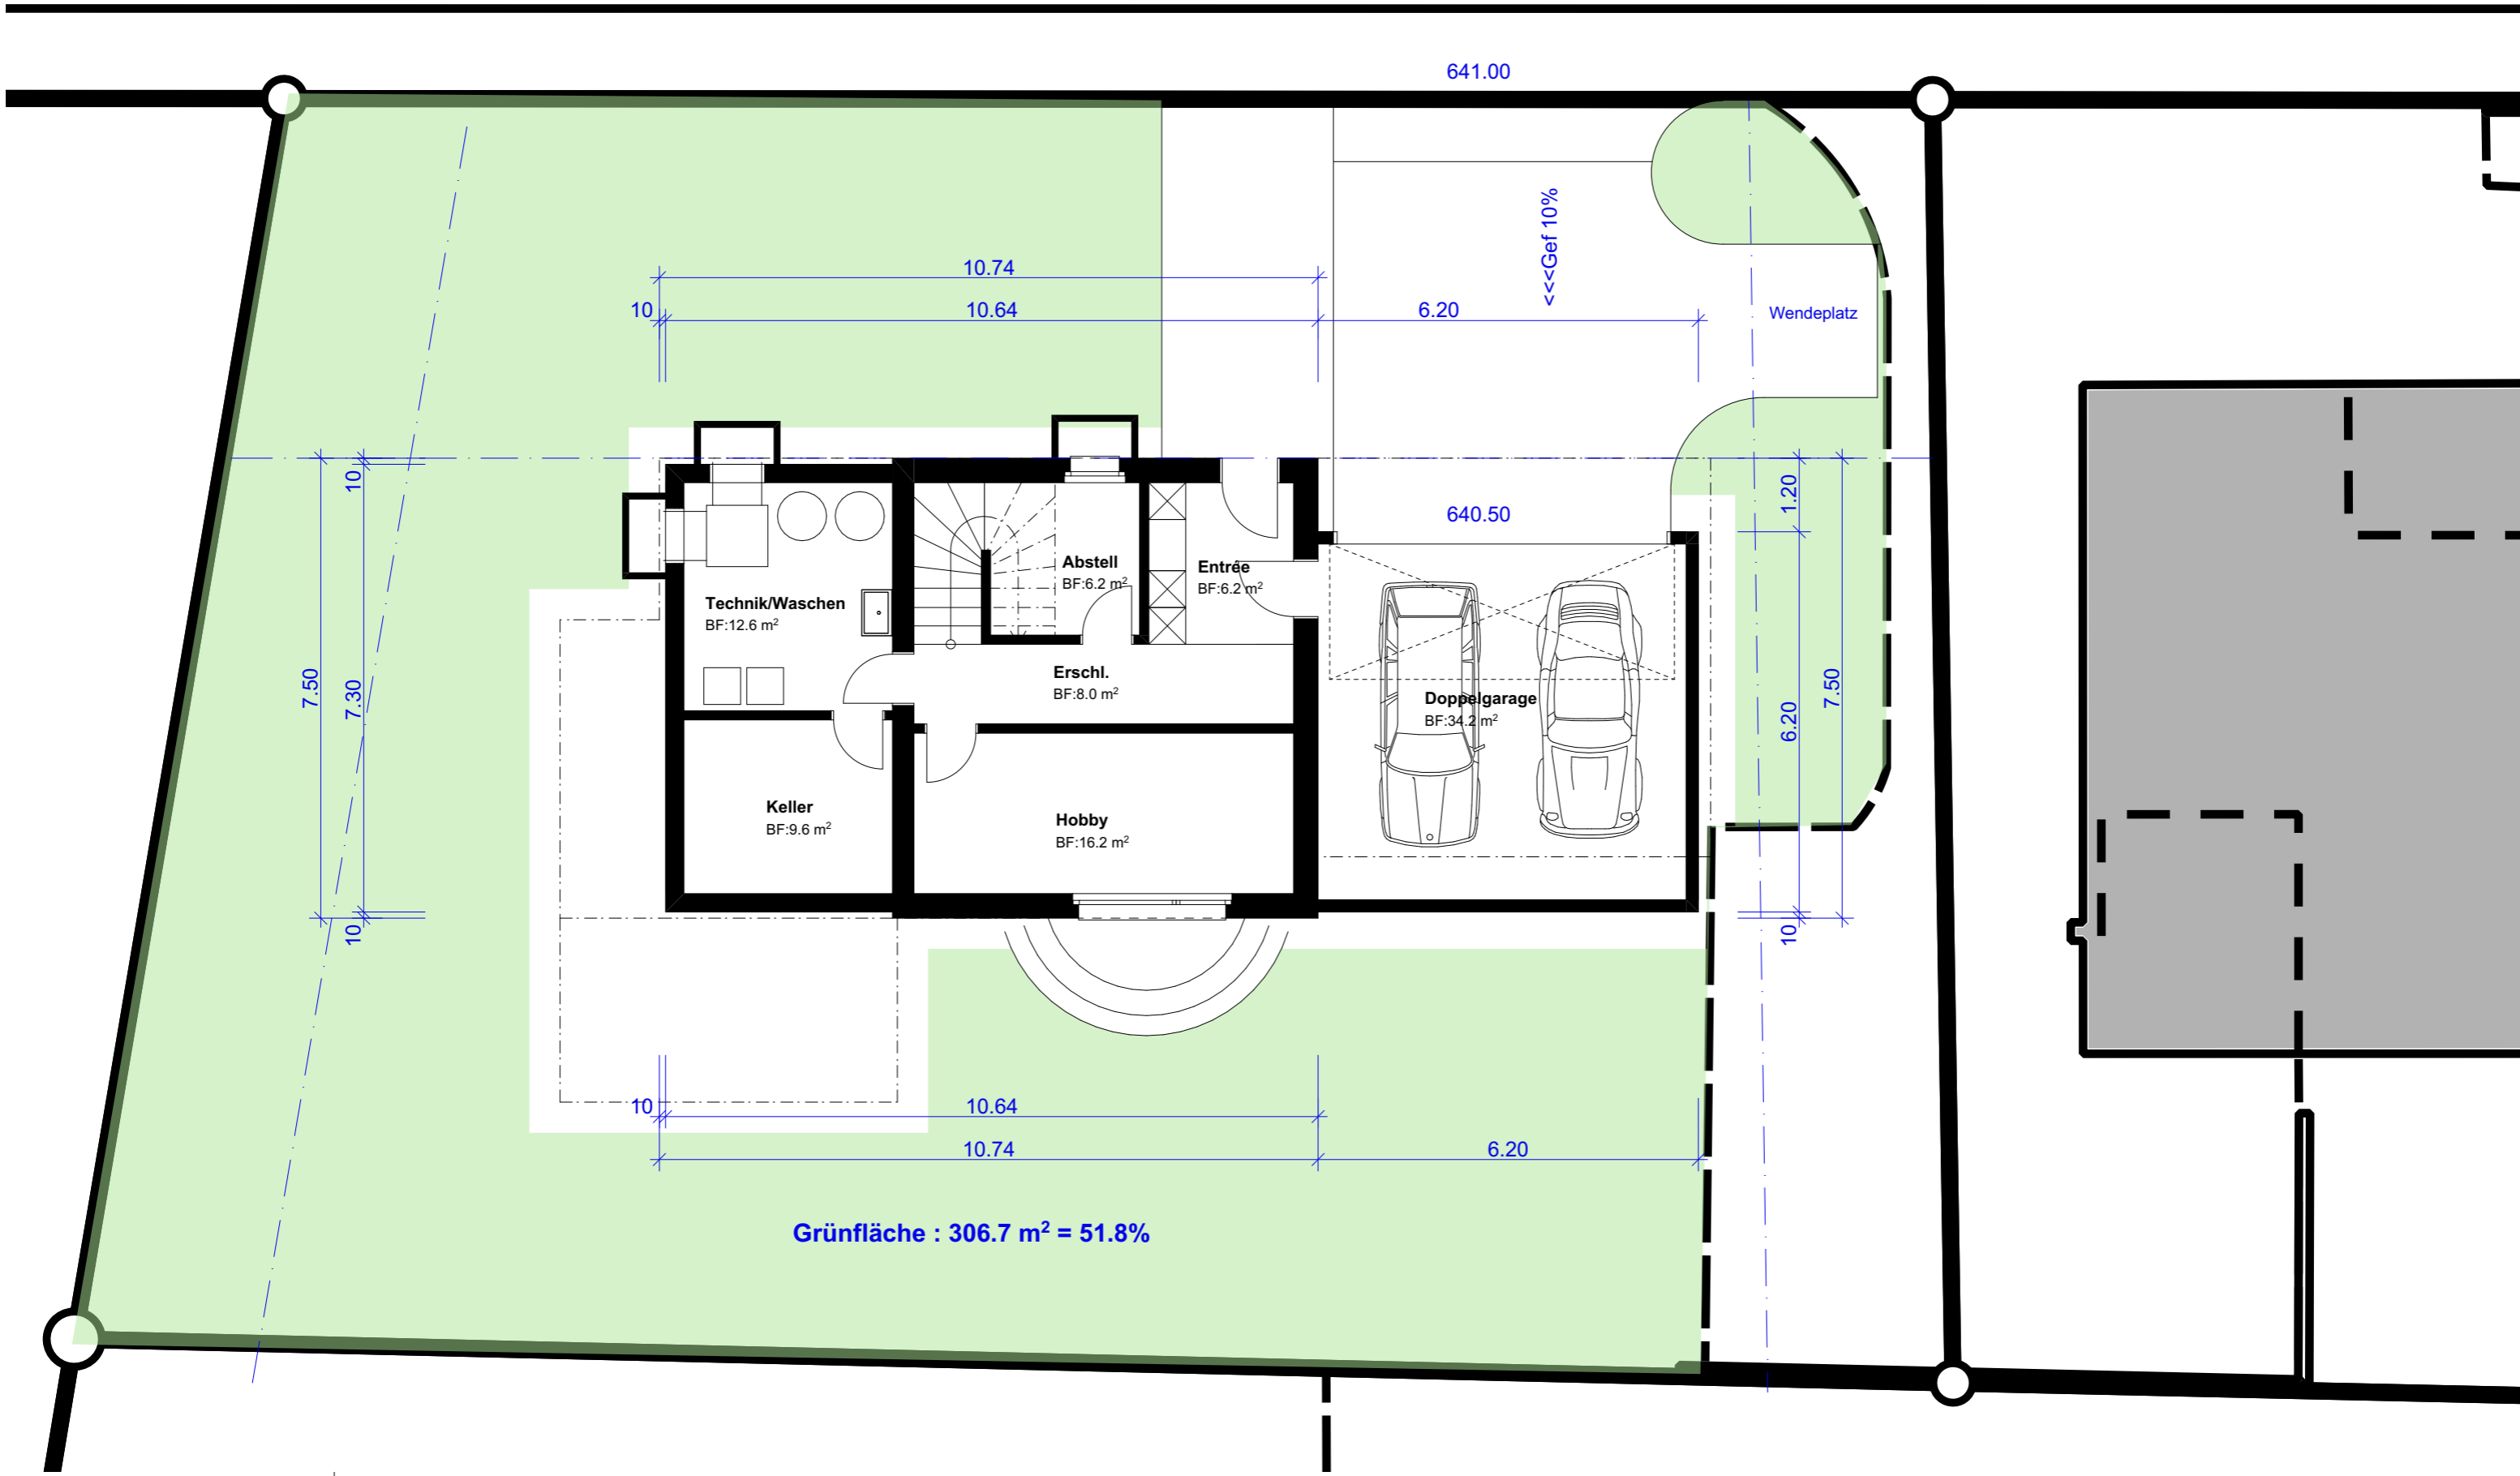 641.00
<<<Gef 10%
10.74
10
10.64
6.20
Wendeplatz
10
7.50
7.30
10
640.50
1.20
6.20
7.50
10
Abstell
BF:6.2 m²
Entrée
BF:6.2 m²
Technik/Waschen
BF:12.6 m²
Erschl.
BF:8.0 m²
Doppelgarage
BF:34.2 m²
Keller
BF:9.6 m²
Hobby
BF:16.2 m²
10
10.64
10.74
6.20
Grünfläche : 306.7 m² = 51.8%